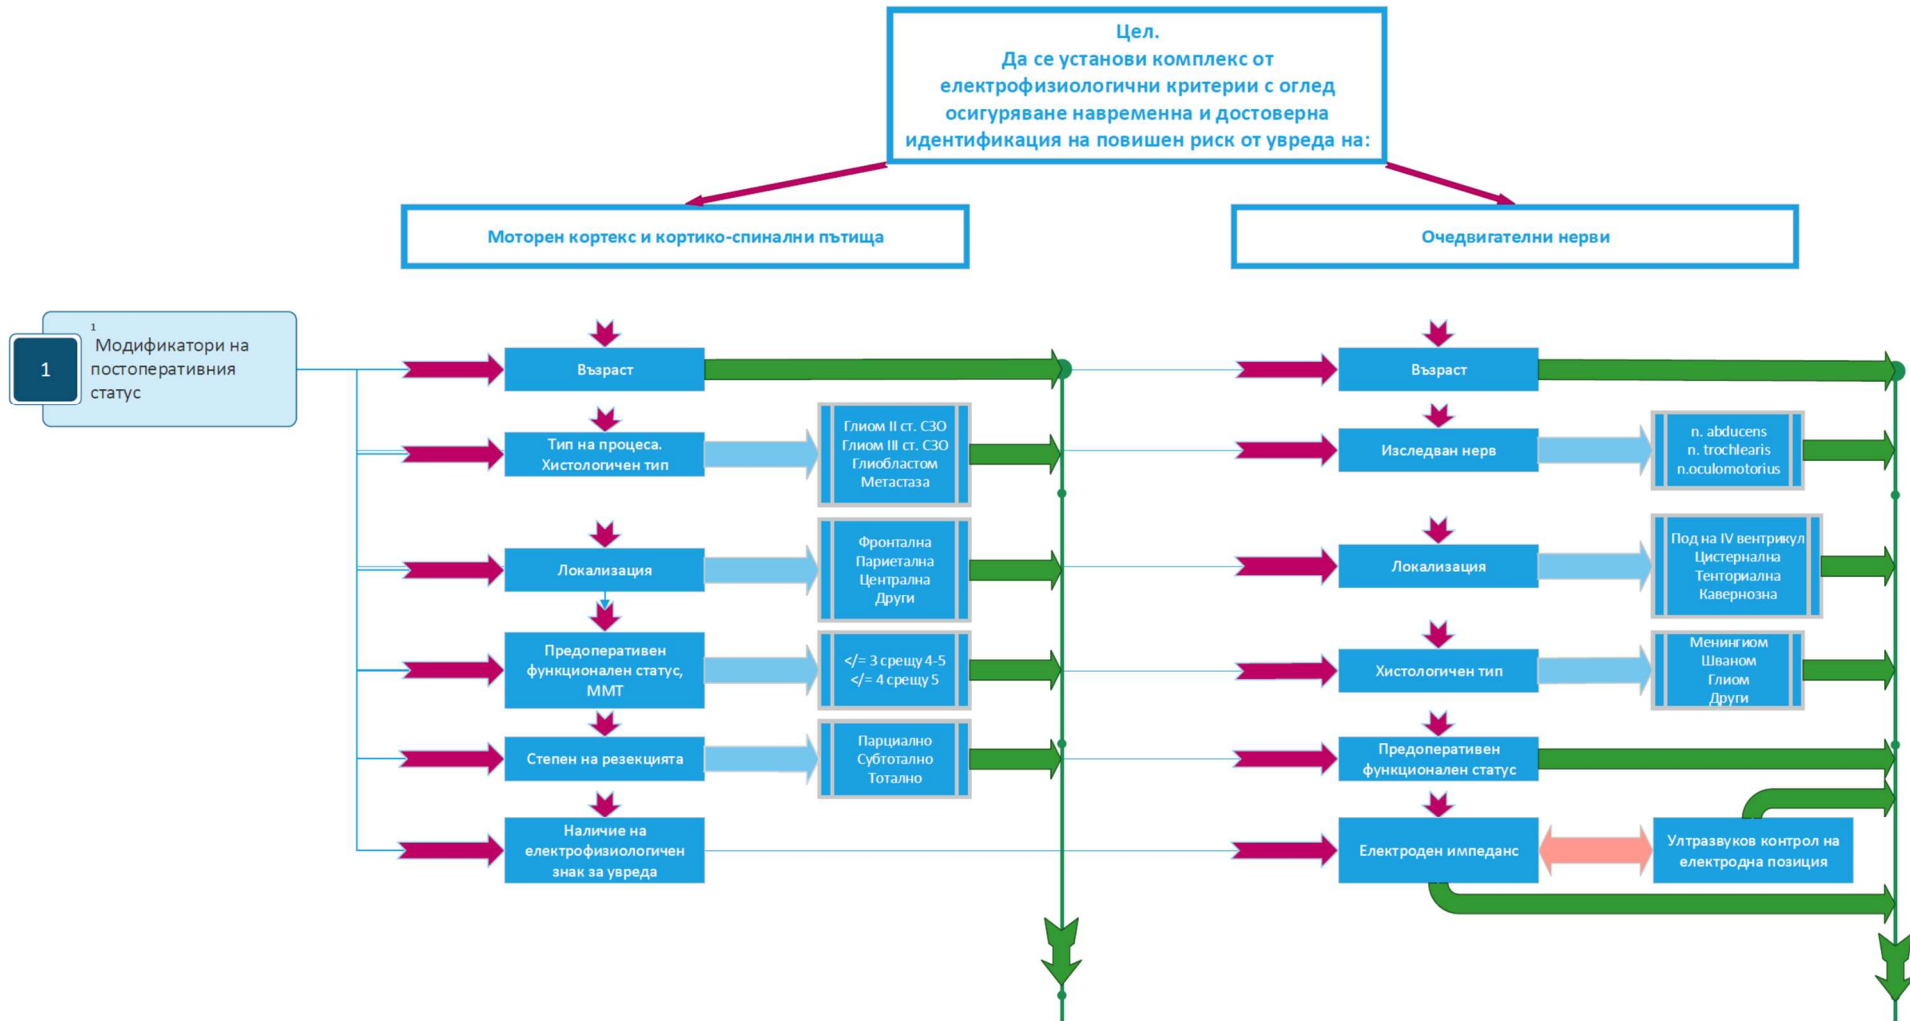 Цел.
Да се установи комплекс от
електрофизиологични критерии с оглед
осигуряване навременна и достоверна
идентификация на повишен риск от увреда на:
Моторен кортекс и кортико-спинални пътища
Очедвигателни нерви
1
1
Модификатори на
постоперативния
статус
Възраст
Възраст
Тип на процеса.
Хистологичен тип
Глиом II ст. СЗО
Глиом III ст. СЗО
Глиобластом
Метастаза
Изследван нерв
n. abducens
n. trochlearis
n.oculomotorius
Локализация
Фронтална
Париетална
Централна
Други
Локализация
Под на IV вентрикул
Цистернална
Тенториална
Кавернозна
Предоперативен
функционален статус,
ММТ
</= 3 срещу 4-5
</= 4 срещу 5
Хистологичен тип
Менингиом
Шваном
Глиом
Други
Степен на резекцията
Парциално
Субтотално
Тотално
Предоперативен
функционален статус
Наличие на
електрофизиологичен
знак за увреда
Електроден импеданс
Ултразвуков контрол на
електродна позиция